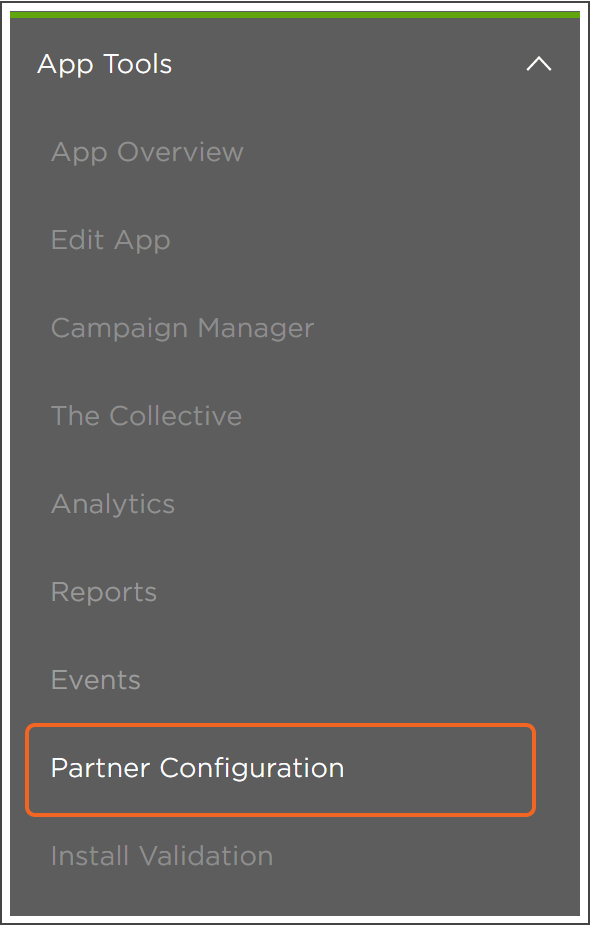 App Tools
App Overview
Edit App
Campaign Manager
The Collective
Analytics
Reports
Events
Partner Configuration
Install Validation